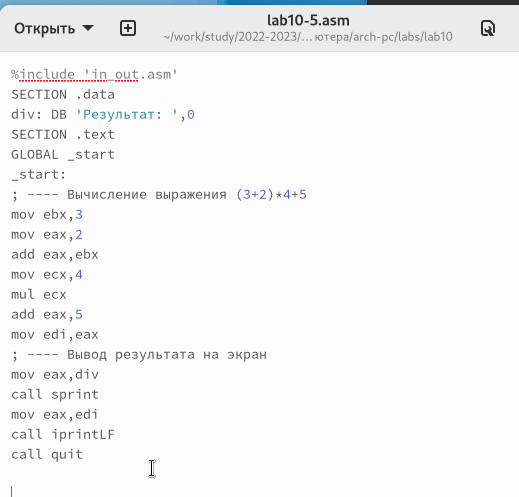 Открыть
lab10-5.asm
~/work/study/2022-2023/... ютера/arch-pc/labs/lab10
%include 'in_out.asm'
SECTION .data
div: DB 'Результат: ',0
SECTION .text
GLOBAL _start
_start:
; ---- Вычисление выражения (3+2)*4+5
mov ebx,3
mov eax,2
add eax,ebx
mov ecx,4
mul ecx
add eax,5
mov edi,eax
; ---- Вывод результата на экран
mov eax,div
call sprint
mov eax,edi
call iprintLF
call quit